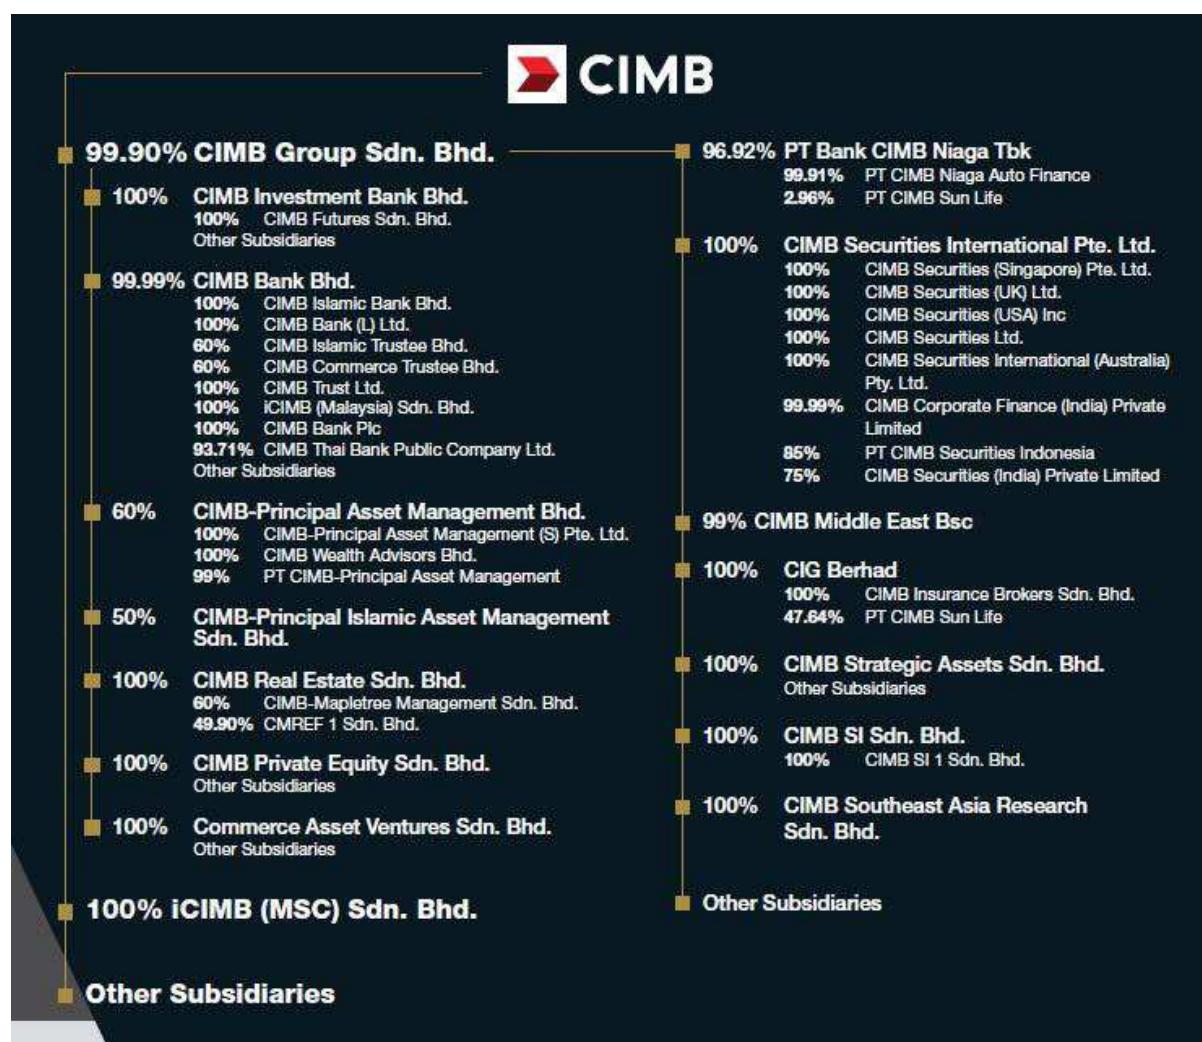 CIMB
99.90% CIMB Group Sdn. Bhd.
100% CIMB Investment Bank Bhd.
100% CIMB Futures Sdn. Bhd.
Other Subsidiaries
99.99% CIMB Bank Bhd.
100% CIMB Islamic Bank Bhd.
100% CIMB Bank (L) Ltd.
60% CIMB Islamic Trustee Bhd.
60% CIMB Commerce Trustee Bhd.
100% CIMB Trust Ltd.
100% iCIMB (Malaysia) Sdn. Bhd.
100% CIMB Bank Plc
93.71% CIMB Thai Bank Public Company Ltd.
Other Subsidiaries
60% CIMB-Principal Asset Management Bhd.
100% CIMB-Principal Asset Management (S) Pte. Ltd.
100% CIMB Wealth Advisors Bhd.
99% PT CIMB-Principal Asset Management
50% CIMB-Principal Islamic Asset Management
Sdn. Bhd.
100% CIMB Real Estate Sdn. Bhd.
60% CIMB-Mapletree Management Sdn. Bhd.
49.90% CMREF 1 Sdn. Bhd.
100% CIMB Private Equity Sdn. Bhd.
Other Subsidiaries
100% Commerce Asset Ventures Sdn. Bhd.
Other Subsidiaries
100% iCIMB (MSC) Sdn. Bhd.
Other Subsidiaries
96.92% PT Bank CIMB Niaga Tbk
99.91% PT CIMB Niaga Auto Finance
2.96% PT CIMB Sun Life
100% CIMB Securities International Pte. Ltd.
100% CIMB Securities (Singapore) Pte. Ltd.
100% CIMB Securities (UK) Ltd.
100% CIMB Securities (USA) Inc
100% CIMB Securities Ltd.
100% CIMB Securities International (Australia)
Pty. Ltd.
99.99% CIMB Corporate Finance (India) Private
Limited
85% PT CIMB Securities Indonesia
75% CIMB Securities (India) Private Limited
99% CIMB Middle East Bsc
100% CIG Berhad
100% CIMB Insurance Brokers Sdn. Bhd.
47.64% PT CIMB Sun Life
100% CIMB Strategic Assets Sdn. Bhd.
Other Subsidiaries
100% CIMB SI Sdn. Bhd.
100% CIMB SI 1 Sdn. Bhd.
100% CIMB Southeast Asia Research
Sdn. Bhd.
Other Subsidiaries